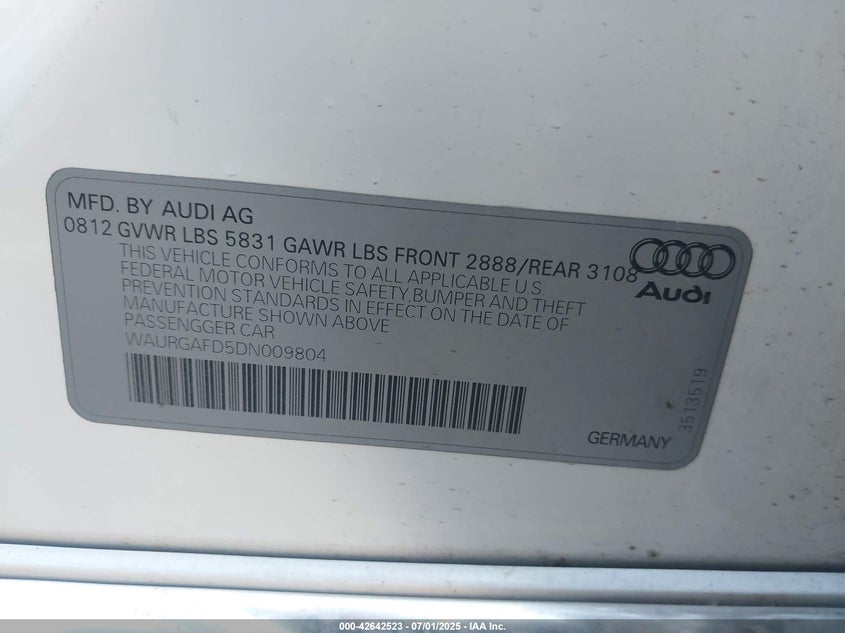 MFD. BY AUDI AG
0812 GVWR LBS 5831 GAWR LBS FRONT 2888/REAR 3108
THIS VEHICLE CONFORMS TO ALL APPLICABLE U.S
FEDERAL MOTOR VEHICLE SAFETY,BUMPER AND THEFT
PREVENTION STANDARDS IN EFFECT ON THE DATE OF
MANUFACTURE SHOWN ABOVE
PASSENGGER CAR
WAURGAFD5DN009804
Audi
GERMANY
3513519
000-42642523 / 07/01/2025 - IAA Inc.